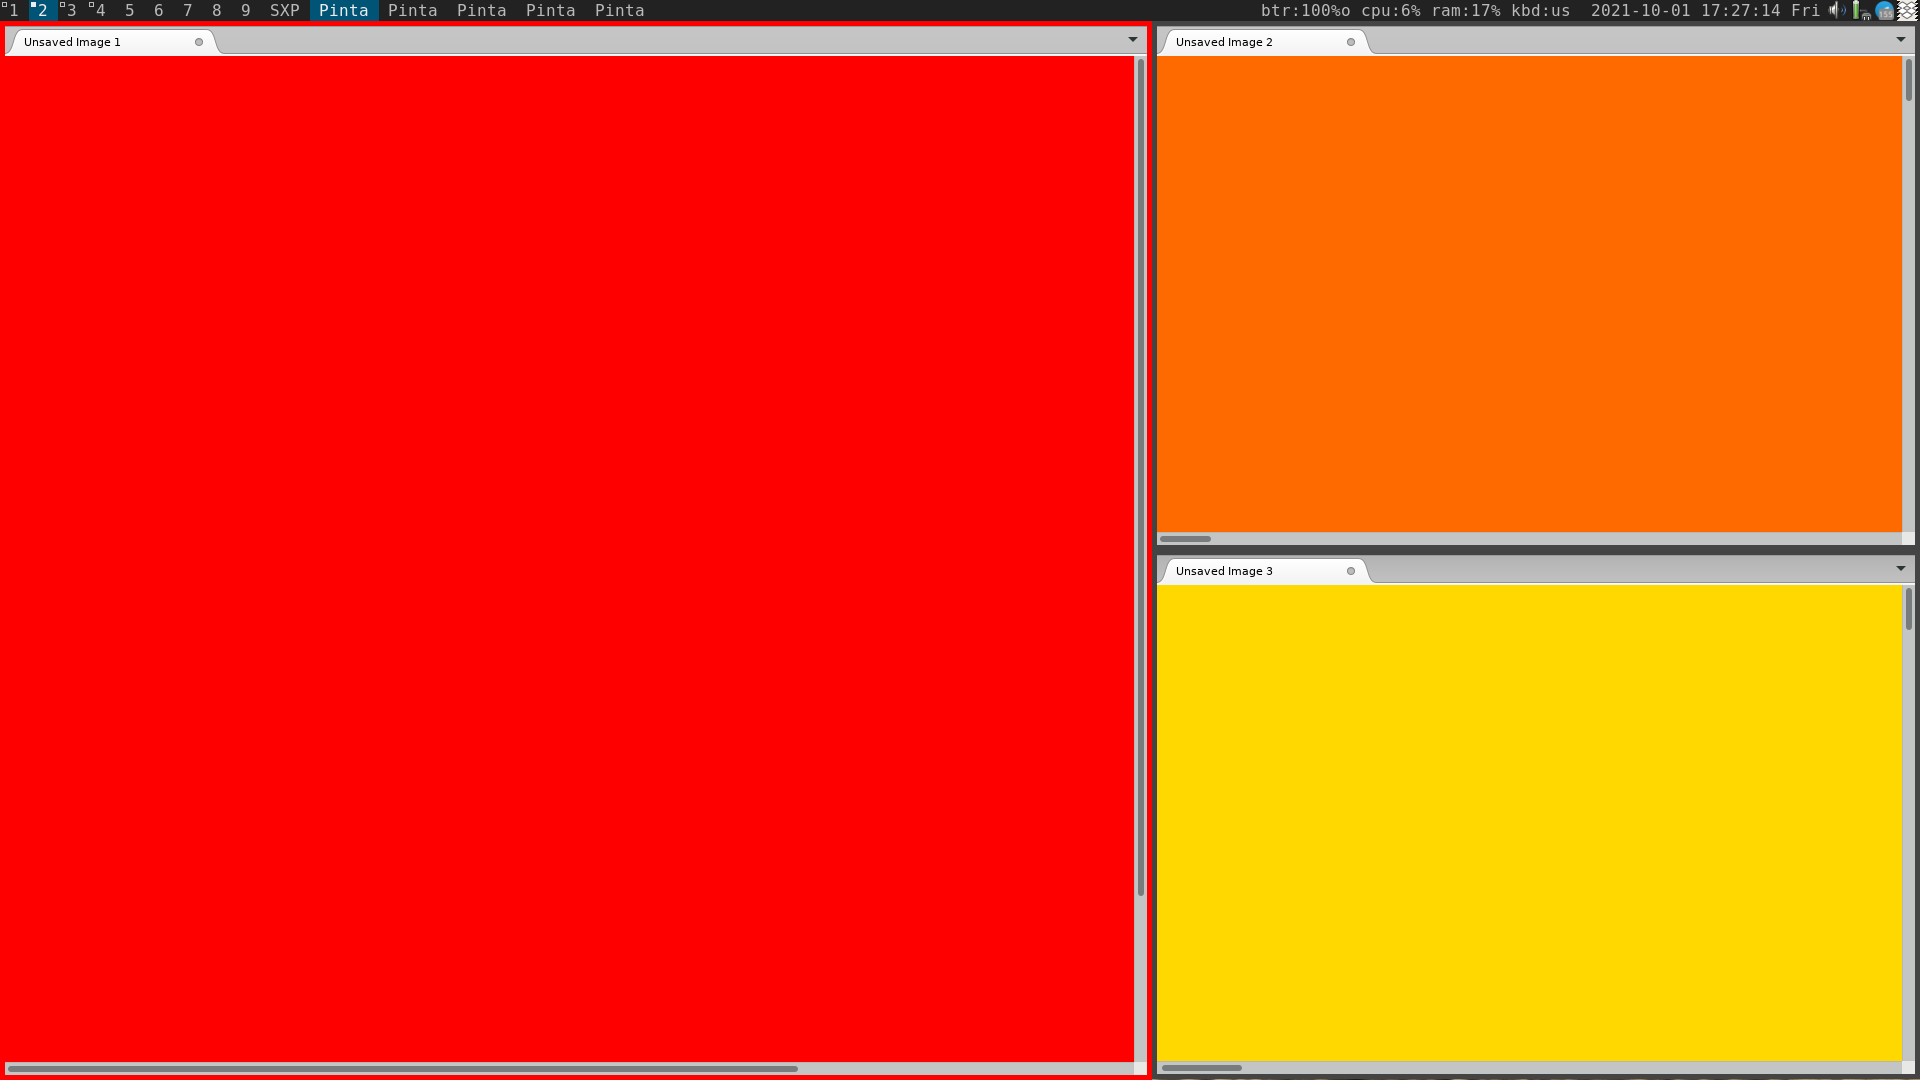 1 2 3 4 5 6 7 8 9 SXP Pinta Pinta Pinta Pinta Pinta btr:100%o cpu:6% ram:17% kbd:us 2021-10-01 17:27:14 Fri 155
Unsaved Image 1
Unsaved Image 2
Unsaved Image 3